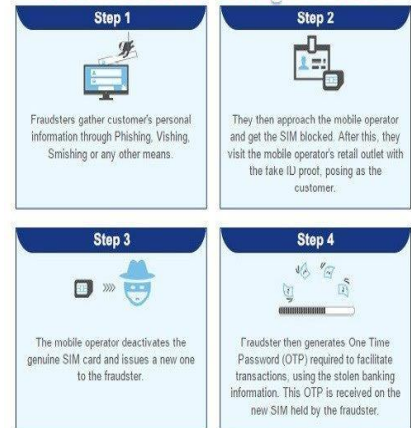 Step 1
Fraudsters gather customer's personal
information through Phishing, Vishing,
Smishing or any other means.
Step 2
They then approach the mobile operator
and get the SIM blocked. After this, they
visit the mobile operator's retail outlet with
the take ID proof, posing as the
customer.
Step 3
The mobile operator deactivates the
genuine SIM card and issues a new one
to the fraudster.
Step 4
Fraudster then generates One Time
Password (OTP) required to facilitate
transactions, using the stolen banking
information. This OTP is received on the
new SIM held by the fraudster.